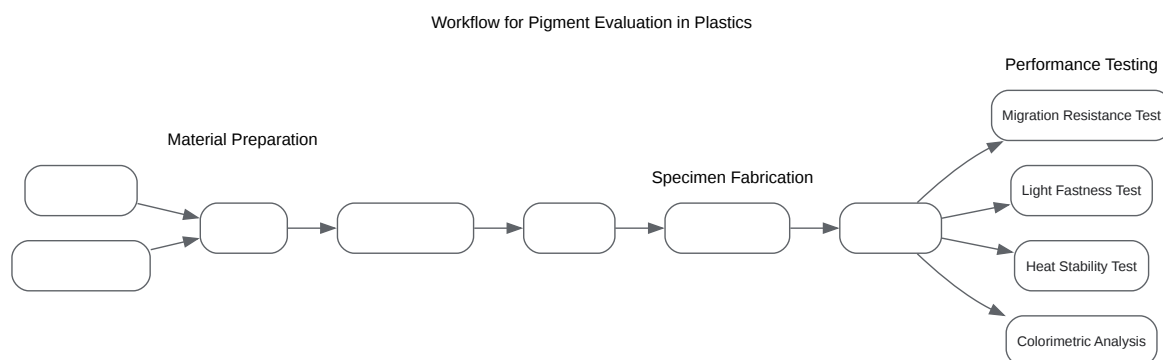 Workflow for Pigment Evaluation in Plastics
Performance Testing
Migration Resistance Test
Material Preparation
Specimen Fabrication
Light Fastness Test
Heat Stability Test
Colorimetric Analysis